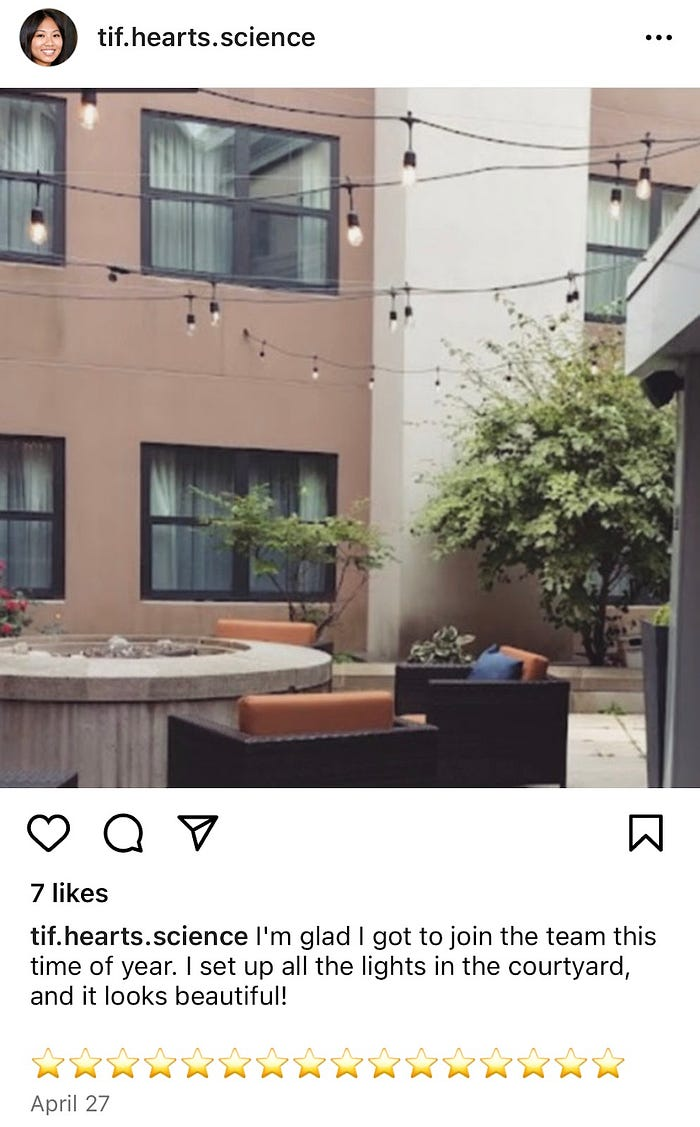 tif.hearts.science
7 likes
tif.hearts.science I'm glad I got to join the team this
time of year. I set up all the lights in the courtyard,
and it looks beautiful!
⭐⭐⭐⭐⭐⭐⭐⭐⭐⭐⭐⭐⭐⭐⭐⭐
April 27